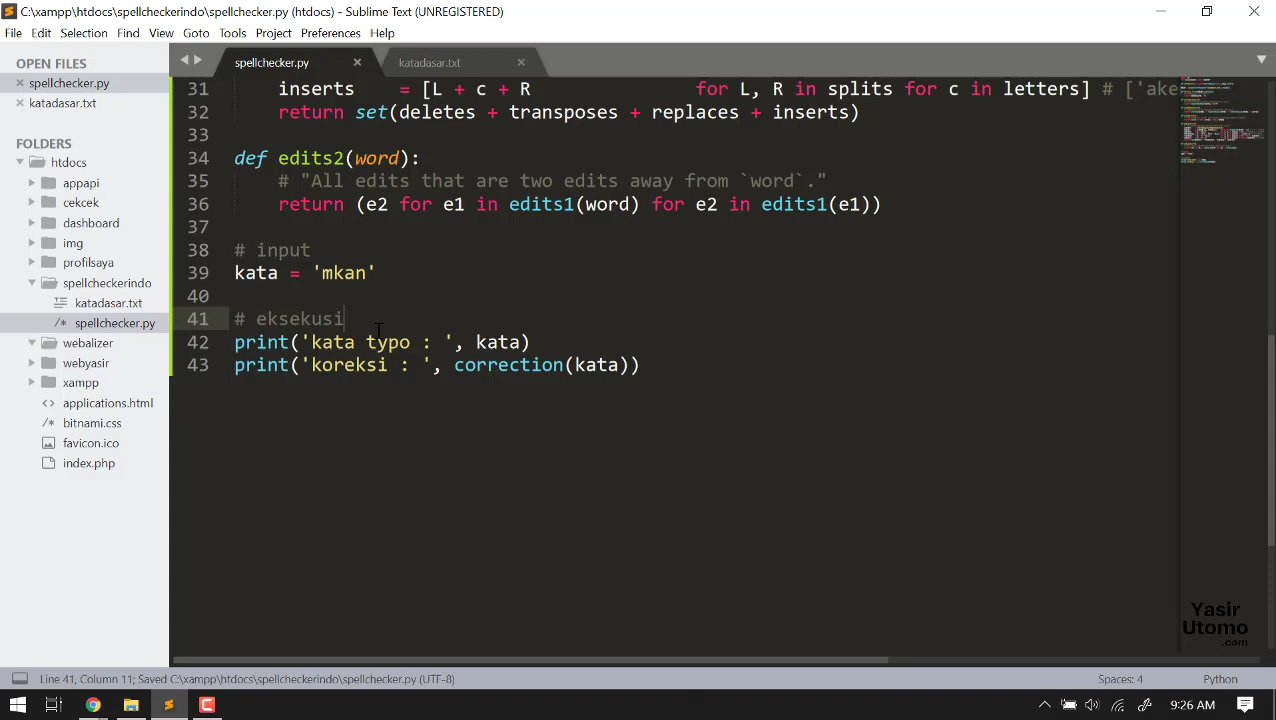 C:\xampp\htdocs\spellcheckerindo\spellchecker.py (htdocs) - Sublime Text (UNREGISTERED)
File Edit Selection Find View Goto Tools Project Preferences Help
OPEN FILES
spellchecker.py
katadasar.txt
FOLDERS
htdocs
appapi
cekcek
dashboard
img
profilsaya
spellcheckerindo
katadasar.txt
/* spellchecker.py
webalizer
webyasir
xampp
<> applications.html
/* bitnami.css
favicon.ico
index.php
spellchecker.py katadasar.txt
31 inserts = [L + c + R for L, R in splits for c in letters] # ['ake
32 return set(deletes + transposes + replaces + inserts)
33
34 def edits2(word):
35 # "All edits that are two edits away from `word`."
36 return (e2 for e1 in edits1(word) for e2 in edits1(e1))
37
38 # input
39 kata = 'mkan'
40
41 # eksekusi
42 print('kata typo : ', kata)
43 print('koreksi : ', correction(kata))
Yasir
Utomo
.com
Line 41, Column 11; Saved C:\xampp\htdocs\spellcheckerindo\spellchecker.py (UTF-8) Spaces: 4 Python
9:26 AM